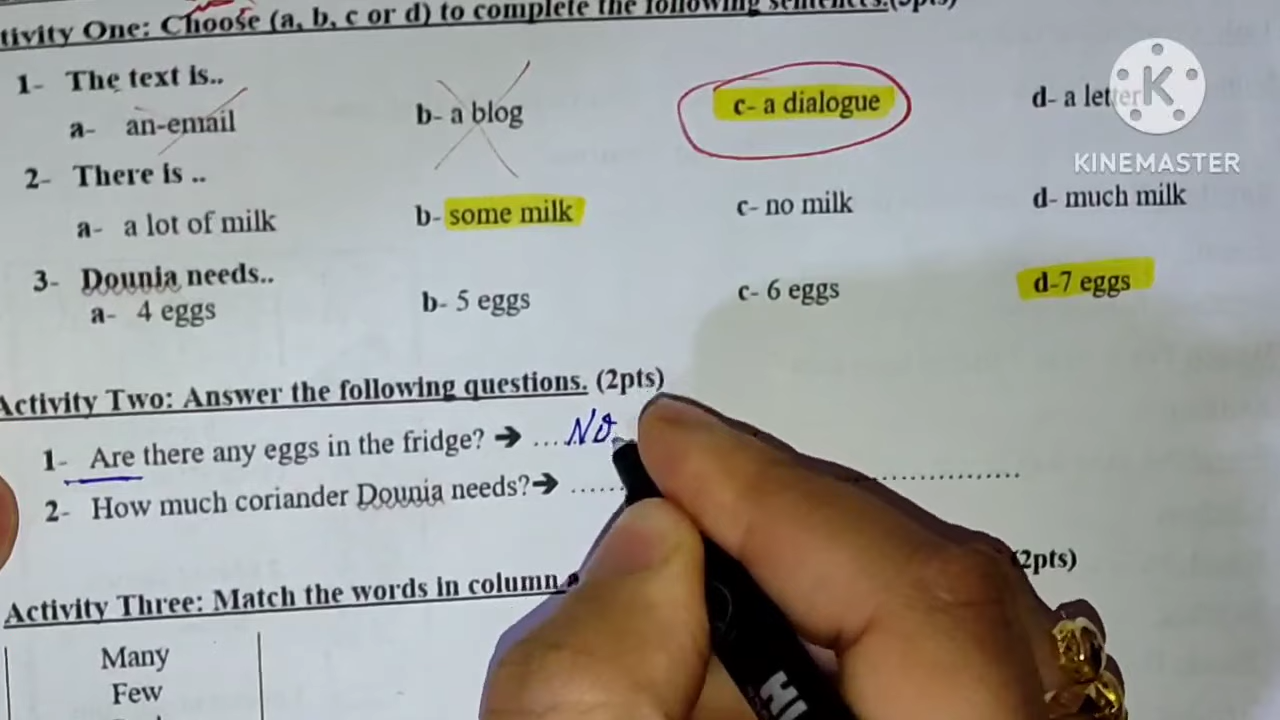 tivity One: Choose (a, b, c or d) to complete the following sentences.(3pts)
1- The text is..
a- an-email b- a blog c- a dialogue d- a letter
KINEMASTER
2- There is ..
a- a lot of milk b- some milk c- no milk d- much milk
3- Dounia needs..
a- 4 eggs b- 5 eggs c- 6 eggs d-7 eggs
Activity Two: Answer the following questions. (2pts)
1- Are there any eggs in the fridge? ➔ ....No
2- How much coriander Dounia needs?➔ ......
Activity Three: Match the words in column (2pts)
Many
Few